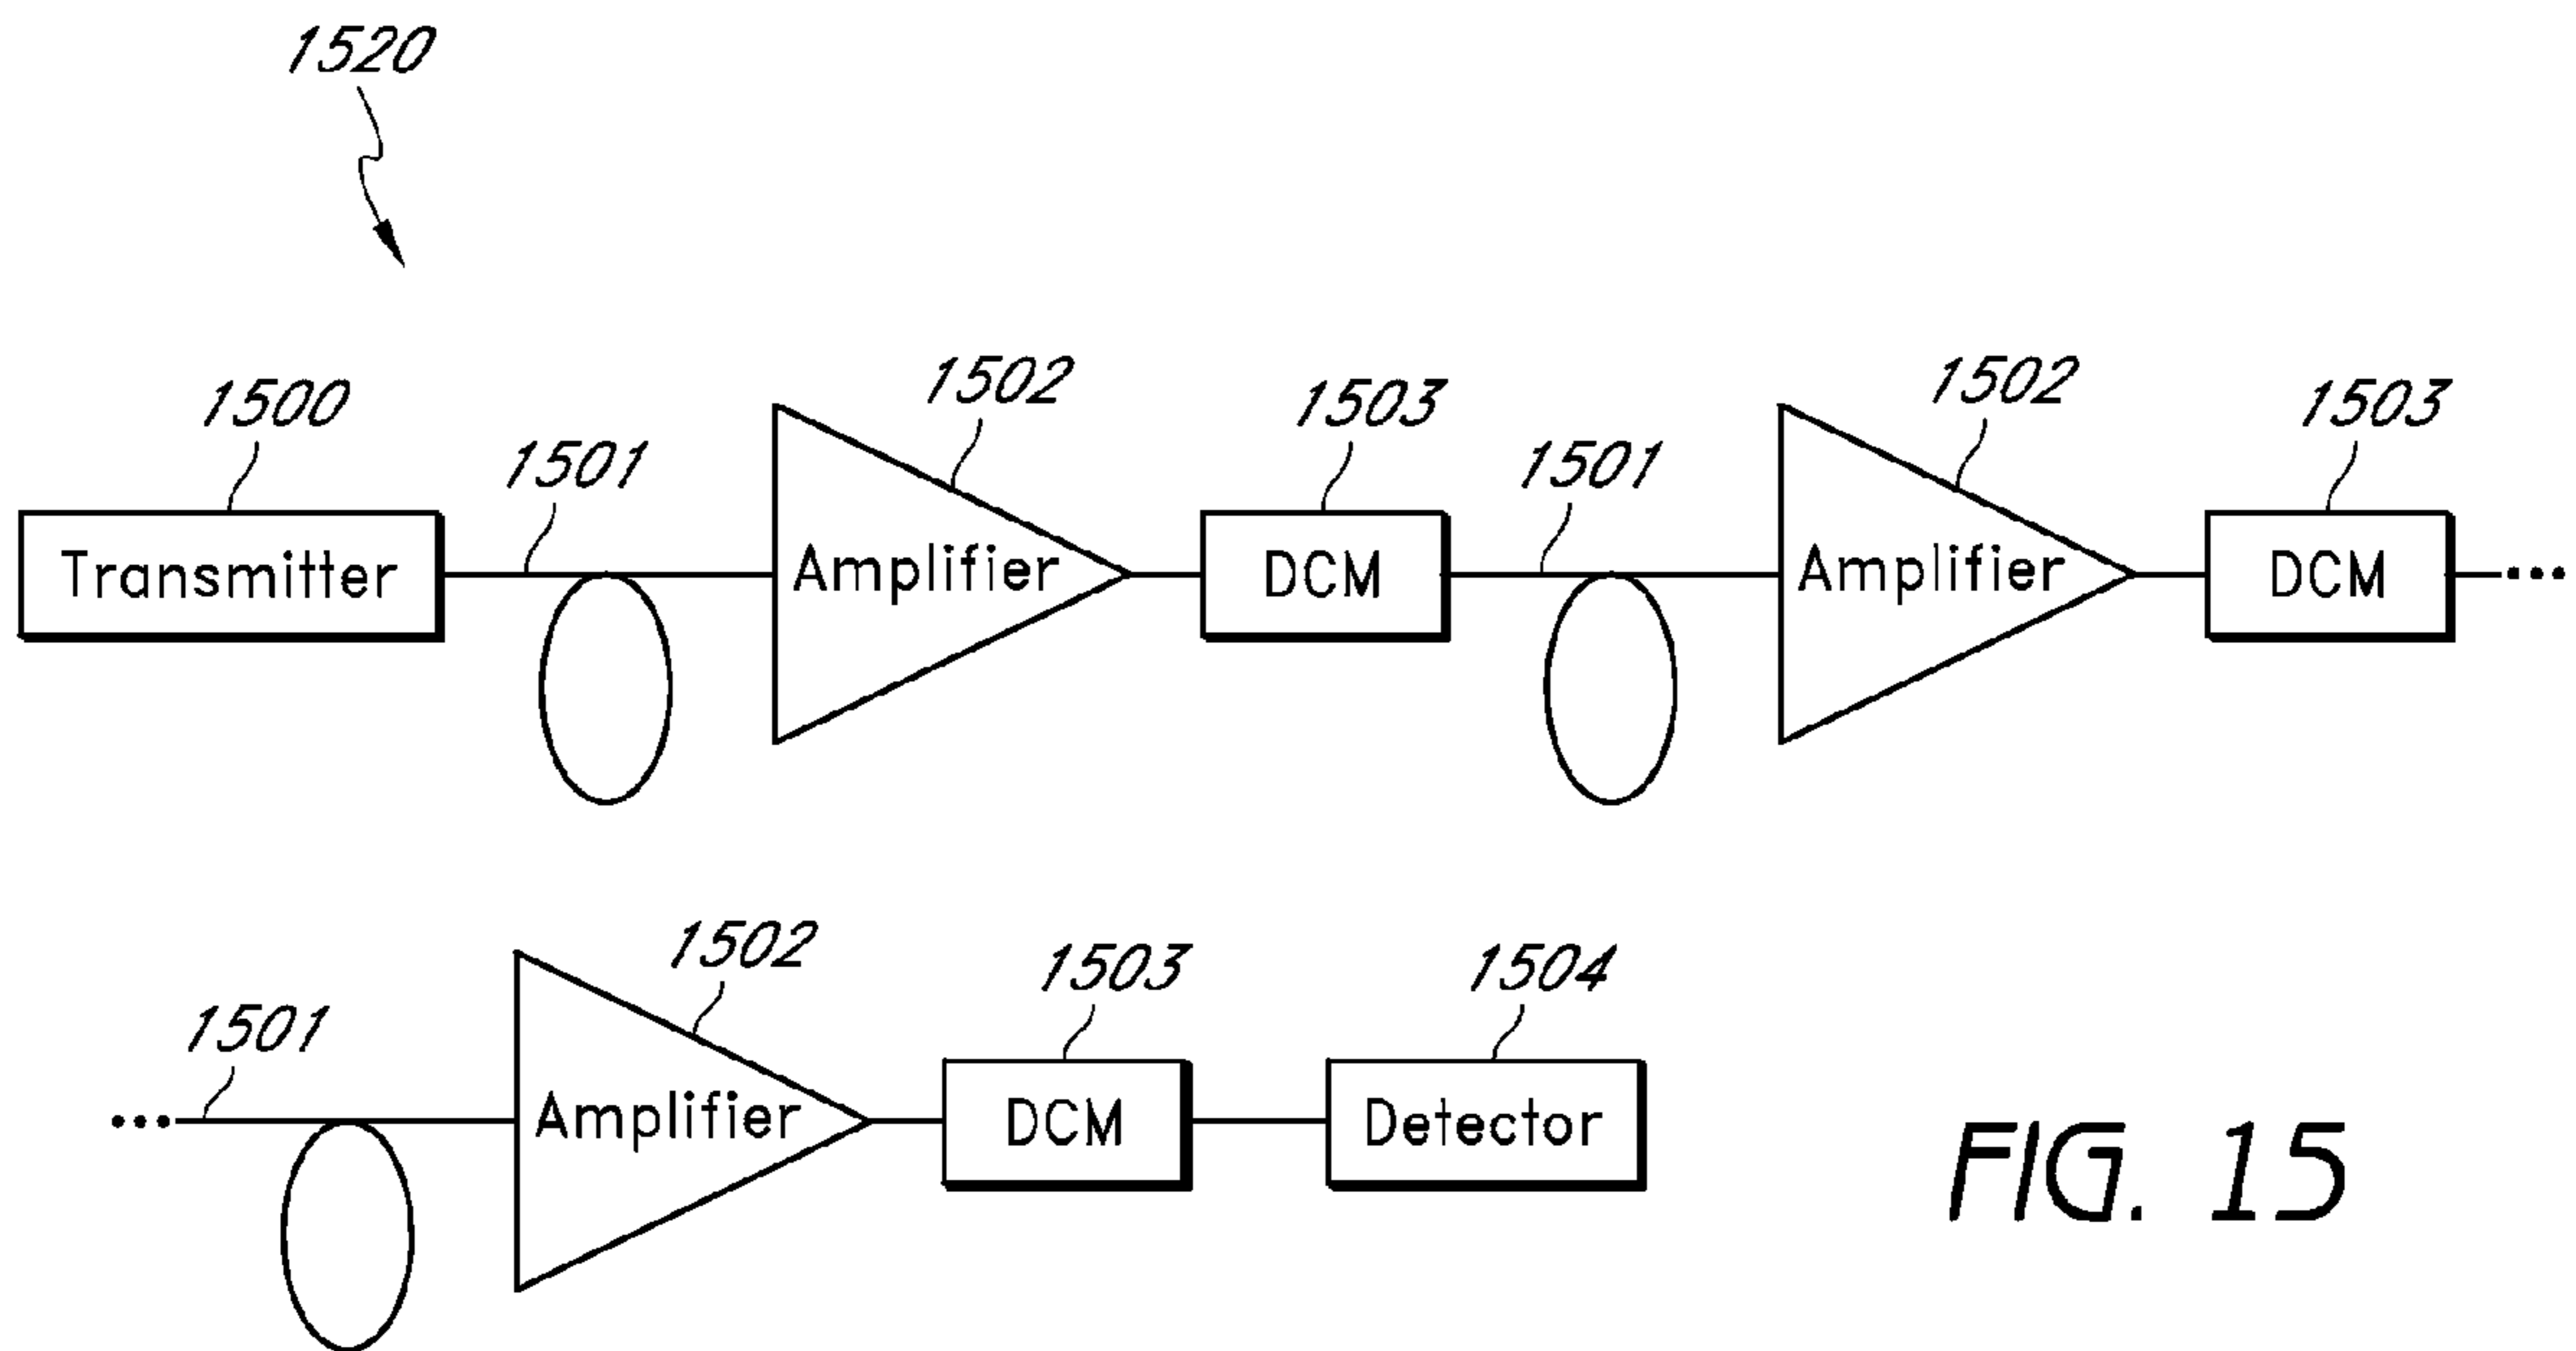 1520
1500
1501
1502
1503
1501
1502
1503
Transmitter
Amplifier
DCM
Amplifier
DCM
...
1501
1502
1503
1504
...
Amplifier
DCM
Detector
FIG. 15